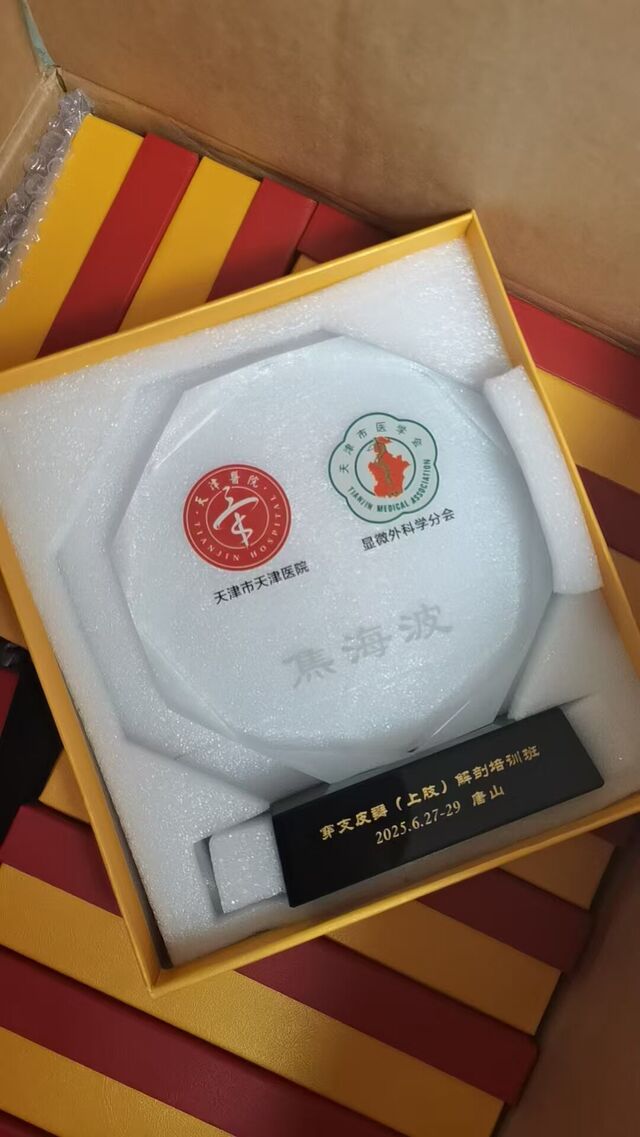 天津醫院
TIANJIN HOSPITAL
天津市天津医院
天津市医学会
TIANJIN MEDICAL ASSOCIATION
显微外科学分会
焦海波
穿支皮瓣（上肢）解剖培训班
2025.6.27-29 唐山